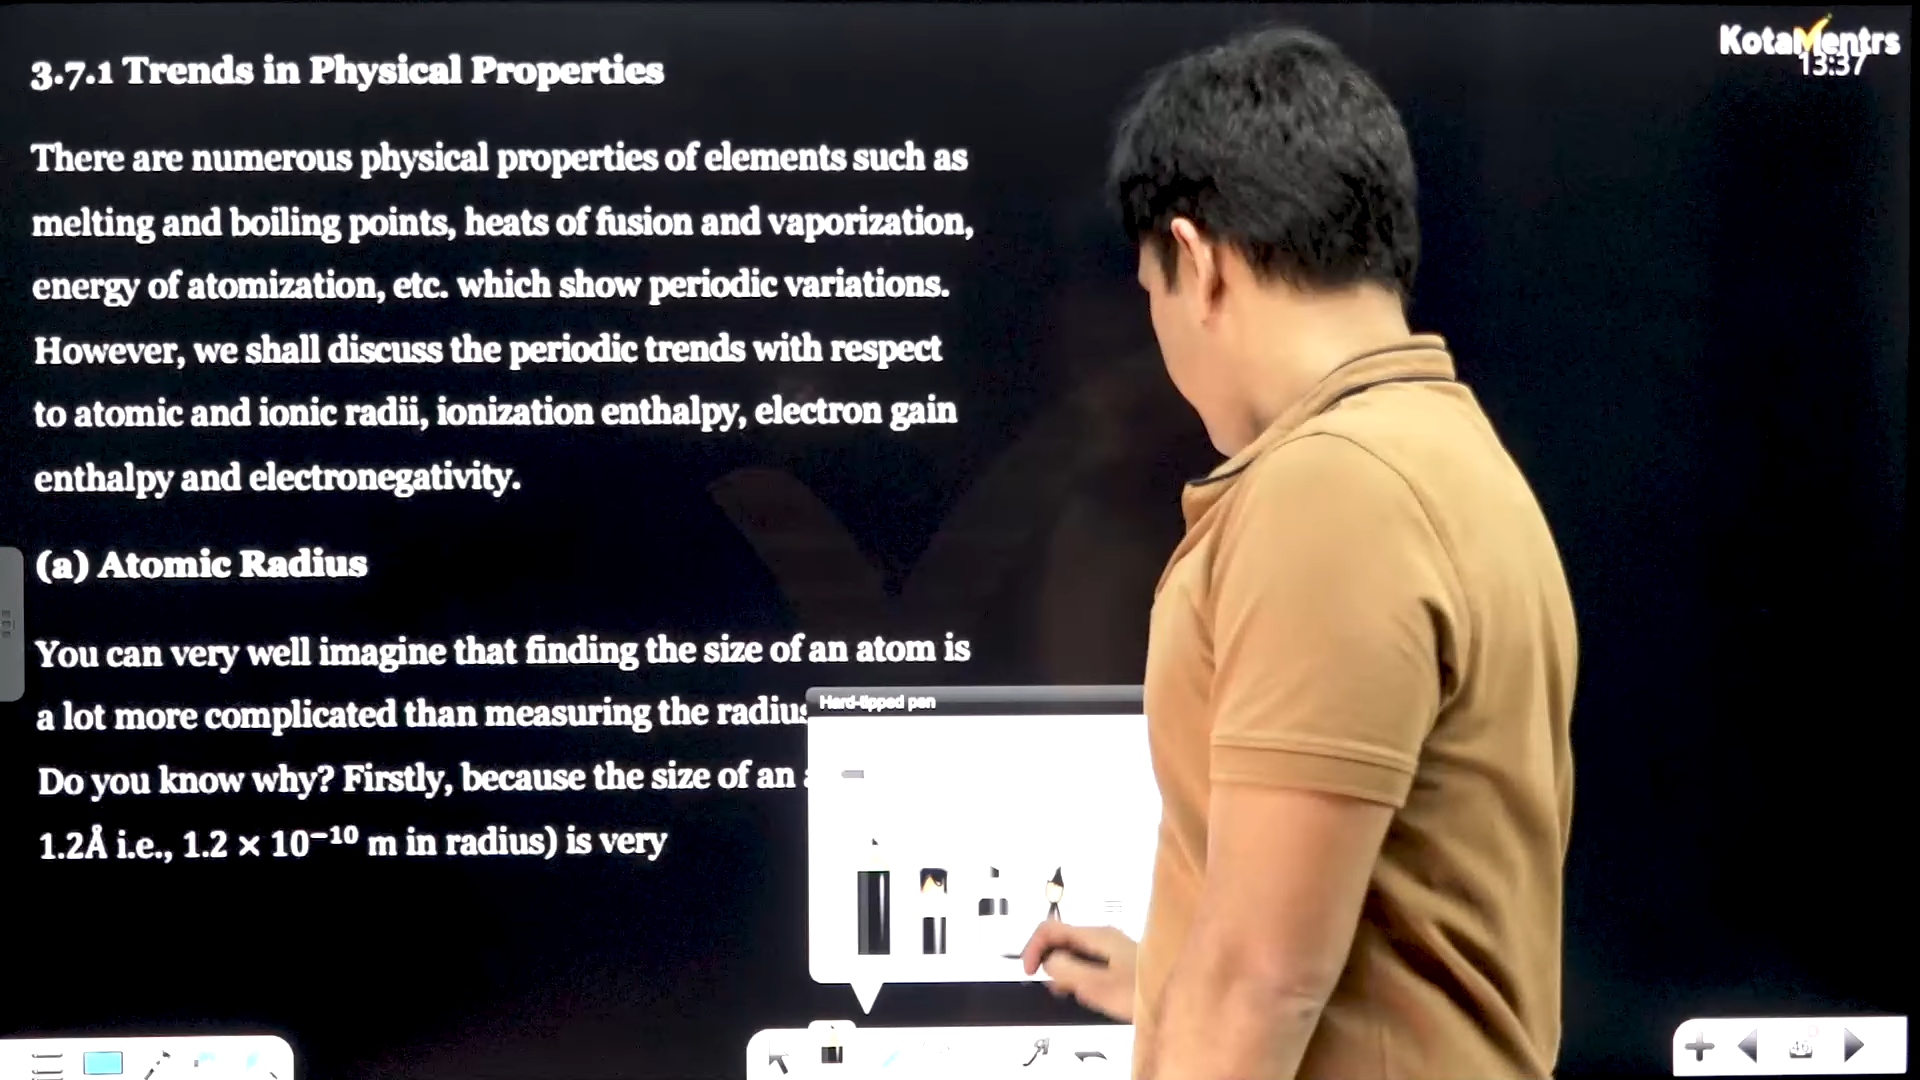 KotaMentrs
13:37
3.7.1 Trends in Physical Properties
There are numerous physical properties of elements such as
melting and boiling points, heats of fusion and vaporization,
energy of atomization, etc. which show periodic variations.
However, we shall discuss the periodic trends with respect
to atomic and ionic radii, ionization enthalpy, electron gain
enthalpy and electronegativity.
(a) Atomic Radius
You can very well imagine that finding the size of an atom is
a lot more complicated than measuring the radius
Do you know why? Firstly, because the size of an
1.2Å i.e., 1.2 × 10⁻¹⁰ m in radius) is very
Hard-tipped pen